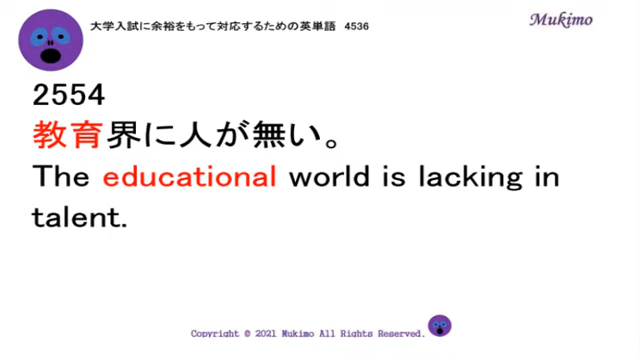 大学入試に余裕をもって対応するための英単語 4536
Mukimo
2554
教育界に人が無い。
The educational world is lacking in
talent.
Copyright © 2021 Mukimo All Rights Reserved.